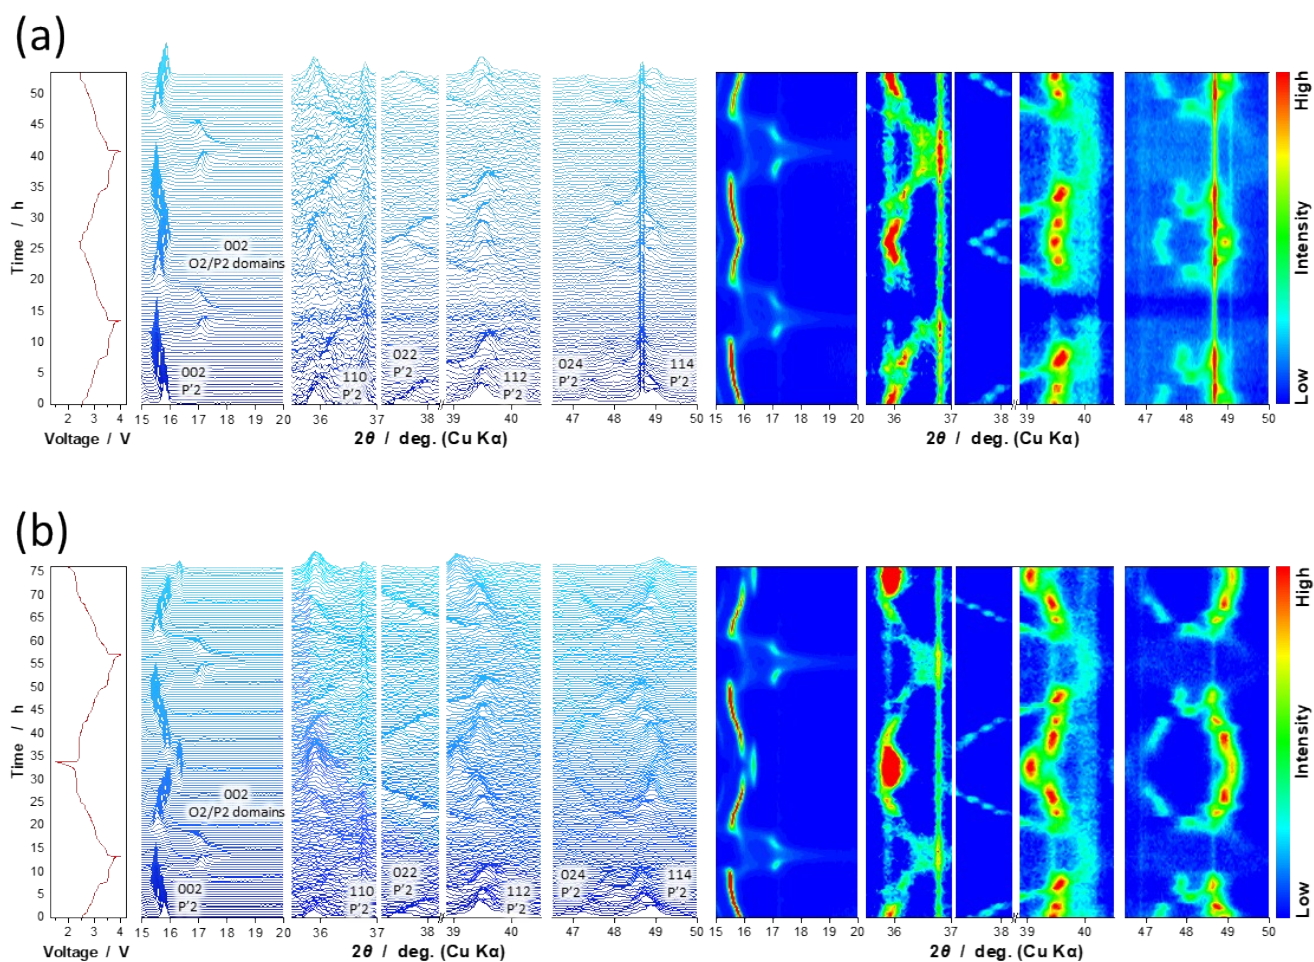 (a)
50
45
40
35
30
25
20
15
10
5
0
Time / h
2 3 4
Voltage / V
002
O2/P2 domains
002
P'2
110
P'2
022
P'2
112
P'2
024
P'2
114
P'2
15 16 17 18 19 20
36 37
38
39 40
47 48 49 50
2θ / deg. (Cu Kα)
15 16 17 18 19 20
36 37
38
39 40
47 48 49 50
2θ / deg. (Cu Kα)
High
Intensity
Low
(b)
75
70
65
60
55
50
45
40
35
30
25
20
15
10
5
0
Time / h
2 3 4
Voltage / V
002
O2/P2 domains
002
P'2
110
P'2
022
P'2
112
P'2
024
P'2
114
P'2
15 16 17 18 19 20
36 37
38
39 40
47 48 49 50
2θ / deg. (Cu Kα)
15 16 17 18 19 20
36 37
38
39 40
47 48 49 50
2θ / deg. (Cu Kα)
High
Intensity
Low